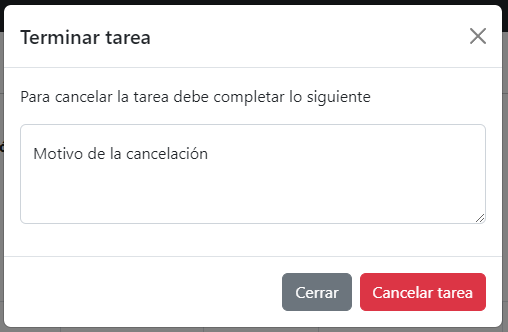 Terminar tarea
Para cancelar la tarea debe completar lo siguiente
Motivo de la cancelación
Cerrar
Cancelar tarea